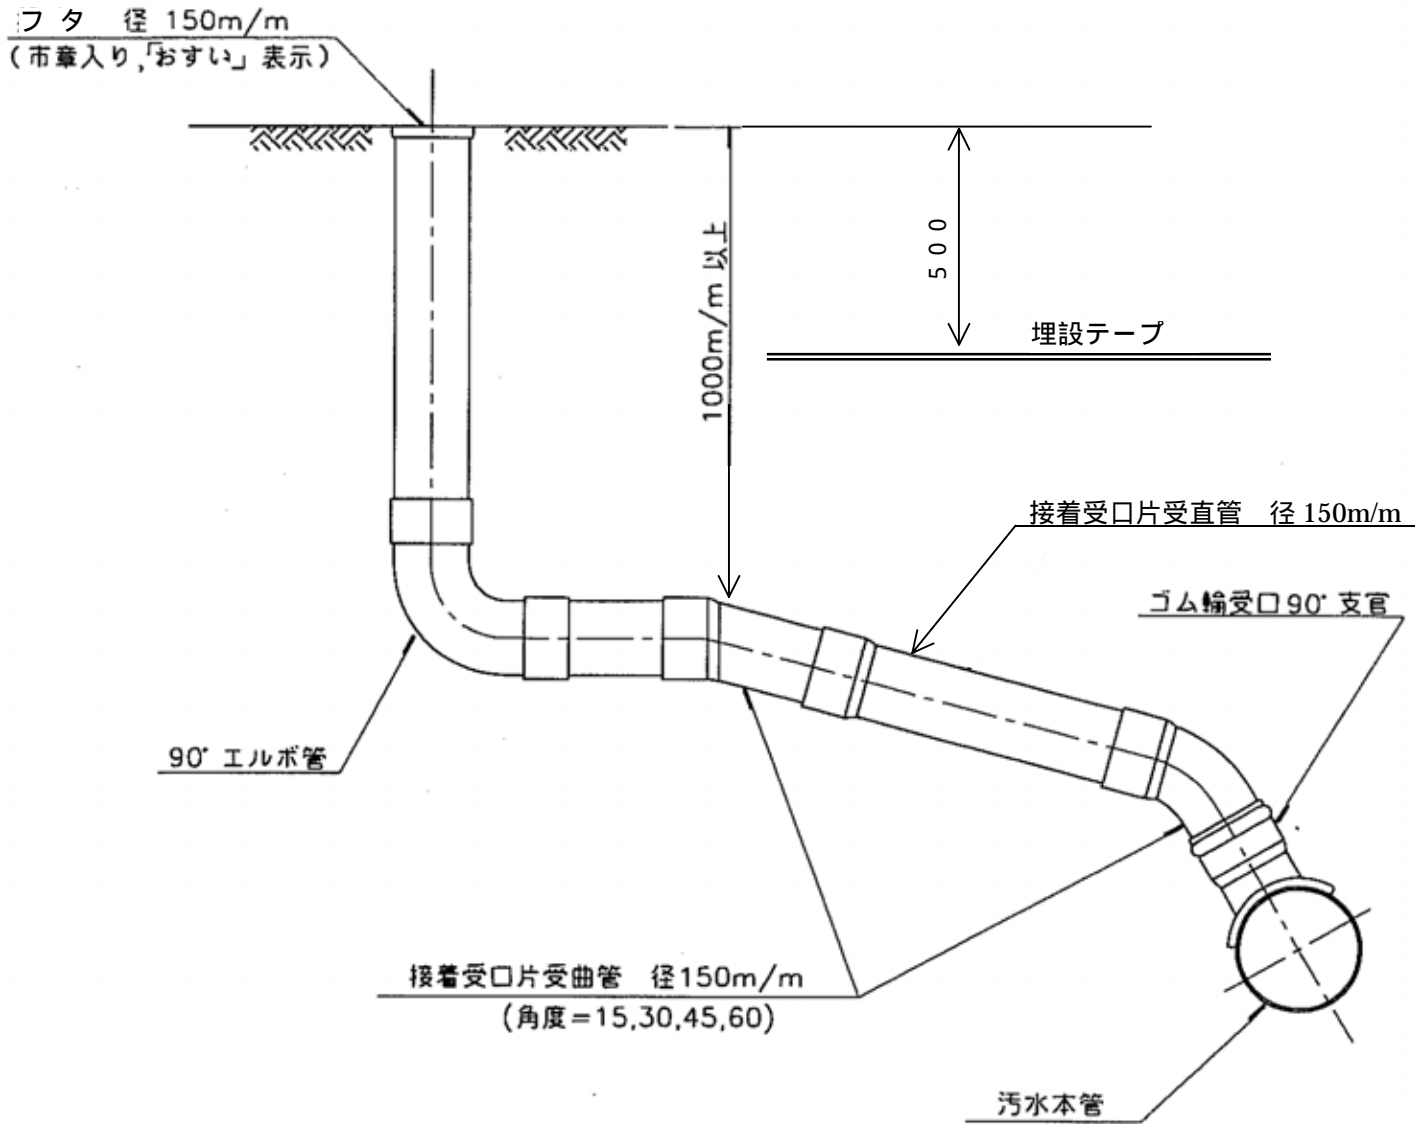 フタ 径 150m/m
(市章入り,「おすい」表示)
500
1000m/m 以上
埋設テープ
接着受口片受直管 径 150m/m
ゴム輪受口90° 支官
90° エルボ管
接着受口片受曲管 径150m/m
(角度=15,30,45,60)
汚水本管